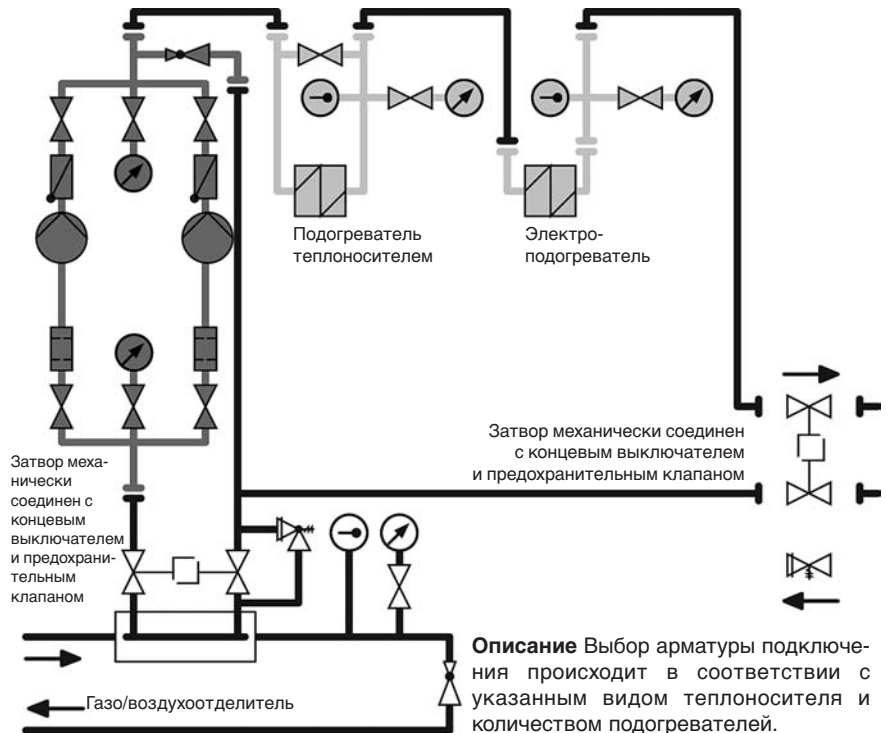 Подогреватель
теплоносителем
Электро-
подогреватель
Затвор механически соединен
с концевым выключателем
и предохранительным клапаном
Затвор меха-
нически
соединен с
концевым
выключателем
и предохрани-
тельным
клапаном
Газо/воздухоотделитель
Описание Выбор арматуры подключе-
ния происходит в соответствии с
указанным видом теплоносителя и
количеством подогревателей.